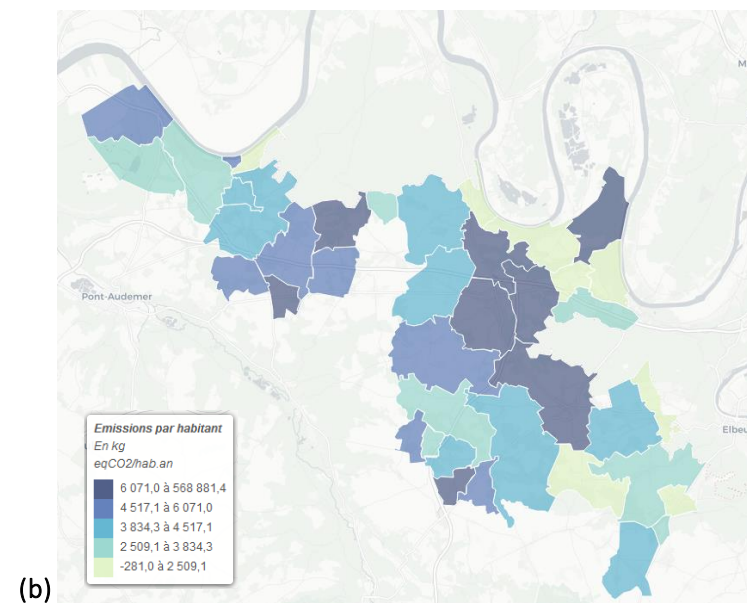 M
Pont-Audemer
Elbeu
Emissions par habitant
En kg
eqCO2/hab.an
6 071,0 à 568 881,4
4 517,1 à 6 071,0
3 834,3 à 4 517,1
2 509,1 à 3 834,3
-281,0 à 2 509,1
(b)